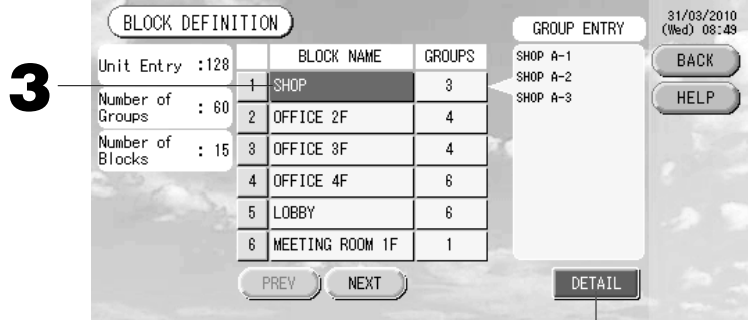 BLOCK DEFINITION
31/03/2010
(Wed) 08:49
Unit Entry :128
Number of Groups : 60
Number of Blocks : 15
3
BLOCK NAME GROUPS
1 SHOP 3
2 OFFICE 2F 4
3 OFFICE 3F 4
4 OFFICE 4F 6
5 LOBBY 6
6 MEETING ROOM 1F 1
PREV NEXT
GROUP ENTRY
SHOP A-1
SHOP A-2
SHOP A-3
DETAIL
BACK
HELP